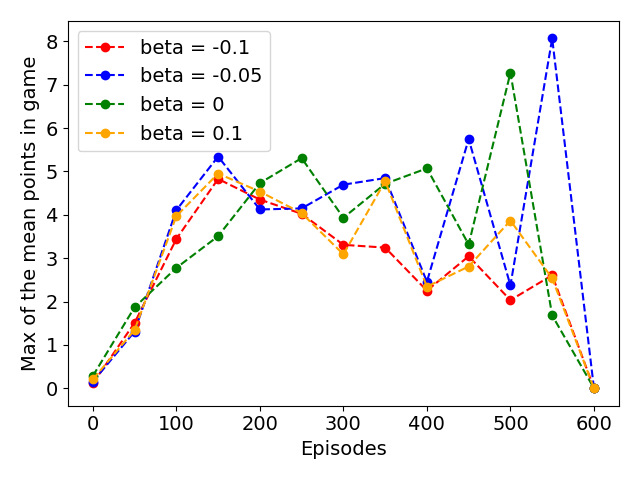 beta = -0.1
beta = -0.05
beta = 0
beta = 0.1
Max of the mean points in game
8
7
6
5
4
3
2
1
0
0 100 200 300 400 500 600
Episodes